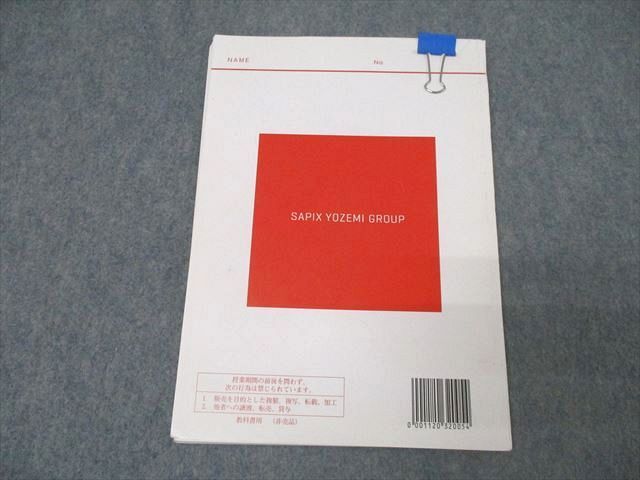 NAME
No
SAPIX YOZEMI GROUP
授業期間の前後を問わず、
次の行為は禁じられています。
1. 販売を目的とした複製、複写、転載、加工
2. 他者への譲渡、転売、貸与
教科書用 (非売品)
0 001120 320054